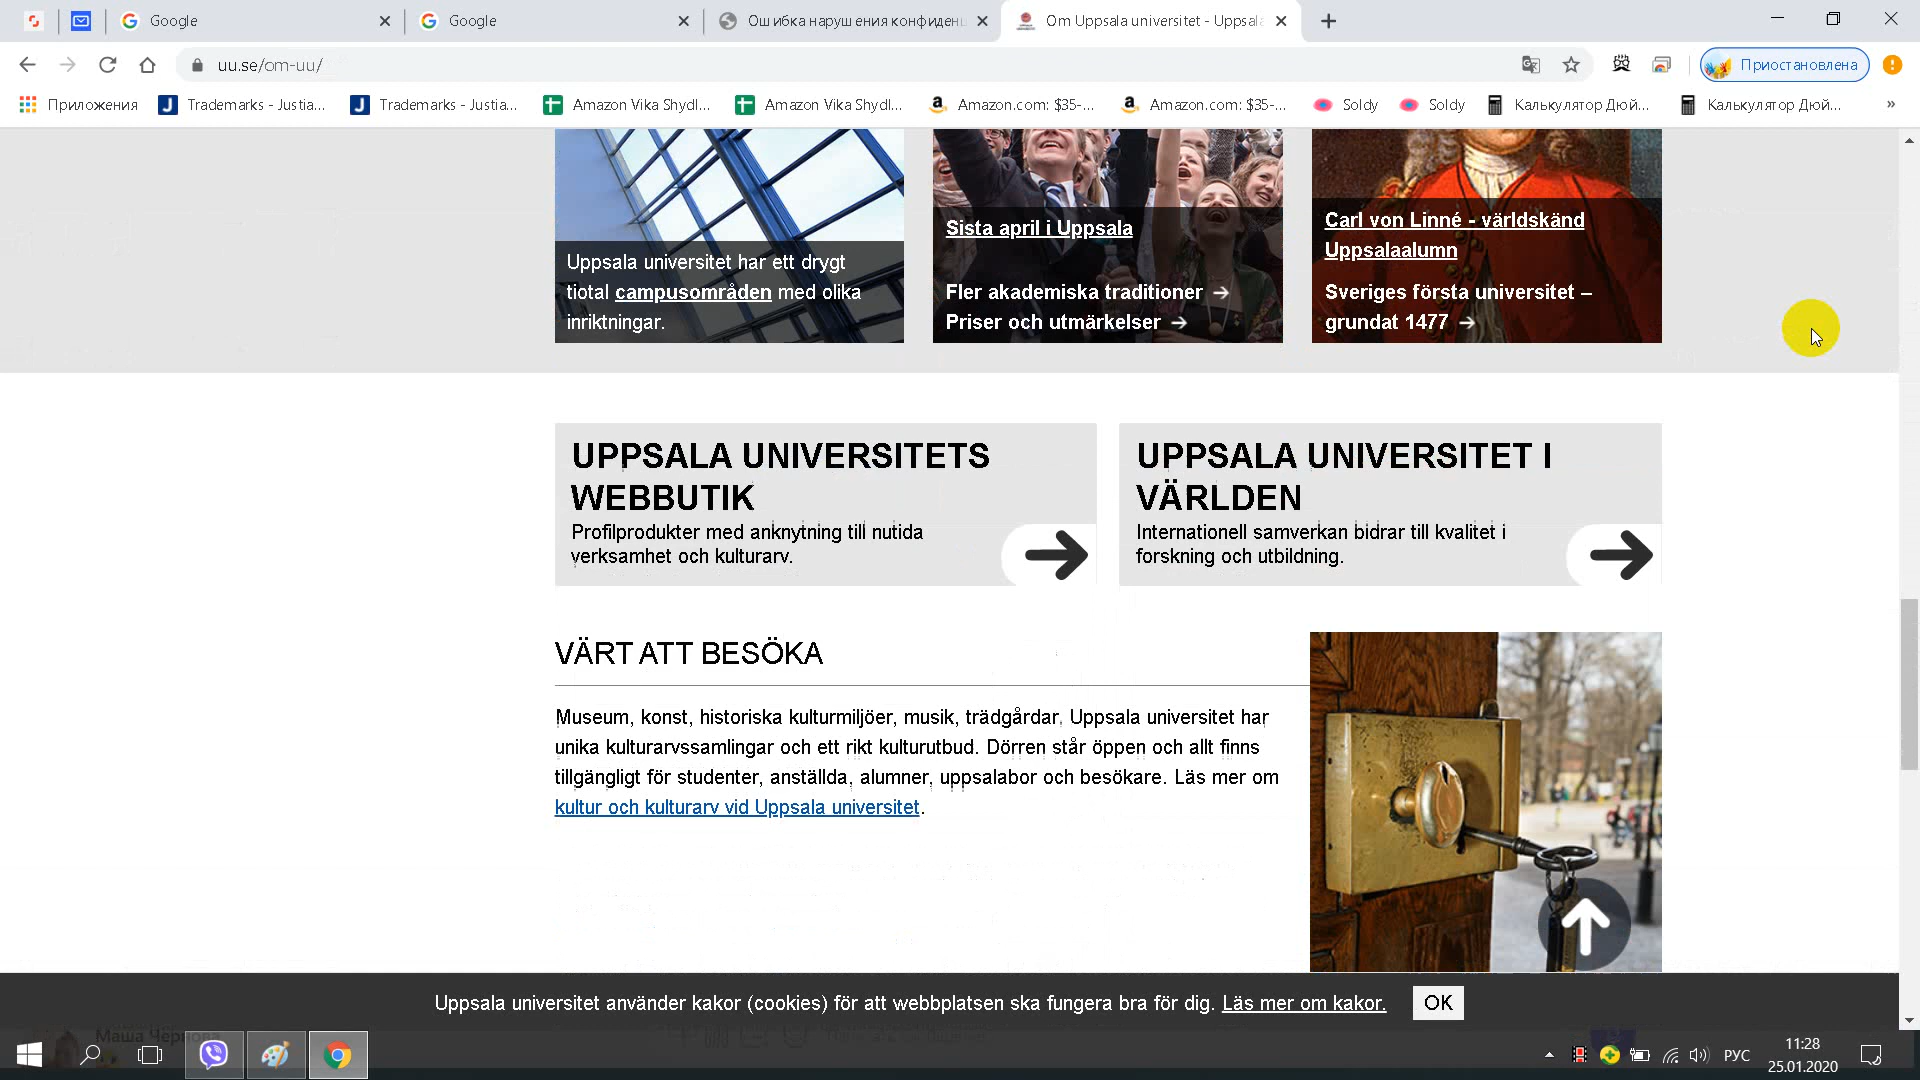 Google
Google
Ошибка нарушения конфиденц
Om Uppsala universitet - Uppsala
uu.se/om-uu/
Приостановлена
Приложения
Trademarks - Justia...
Trademarks - Justia...
Amazon Vika Shydl...
Amazon Vika Shydl...
Amazon.com: $35-...
Amazon.com: $35-...
Soldy
Soldy
Калькулятор Дюй...
Калькулятор Дюй...
»
Uppsala universitet har ett drygt
tiotal campusområden med olika
inriktningar.
Sista april i Uppsala
Fler akademiska traditioner →
Priser och utmärkelser →
Carl von Linné - världskänd
Uppsalaalumn
Sveriges första universitet –
grundat 1477 →
UPPSALA UNIVERSITETS
WEBBUTIK
Profilprodukter med anknytning till nutida
verksamhet och kulturarv.
UPPSALA UNIVERSITET I
VÄRLDEN
Internationell samverkan bidrar till kvalitet i
forskning och utbildning.
VÄRT ATT BESÖKA
Museum, konst, historiska kulturmiljöer, musik, trädgårdar. Uppsala universitet har
unika kulturarvssamlingar och ett rikt kulturutbud. Dörren står öppen och allt finns
tillgängligt för studenter, anställda, alumner, uppsalabor och besökare. Läs mer om
kultur och kulturarv vid Uppsala universitet.
Uppsala universitet använder kakor (cookies) för att webbplatsen ska fungera bra för dig. Läs mer om kakor.
OK
Маша Чернова
РУС
11:28
25.01.2020